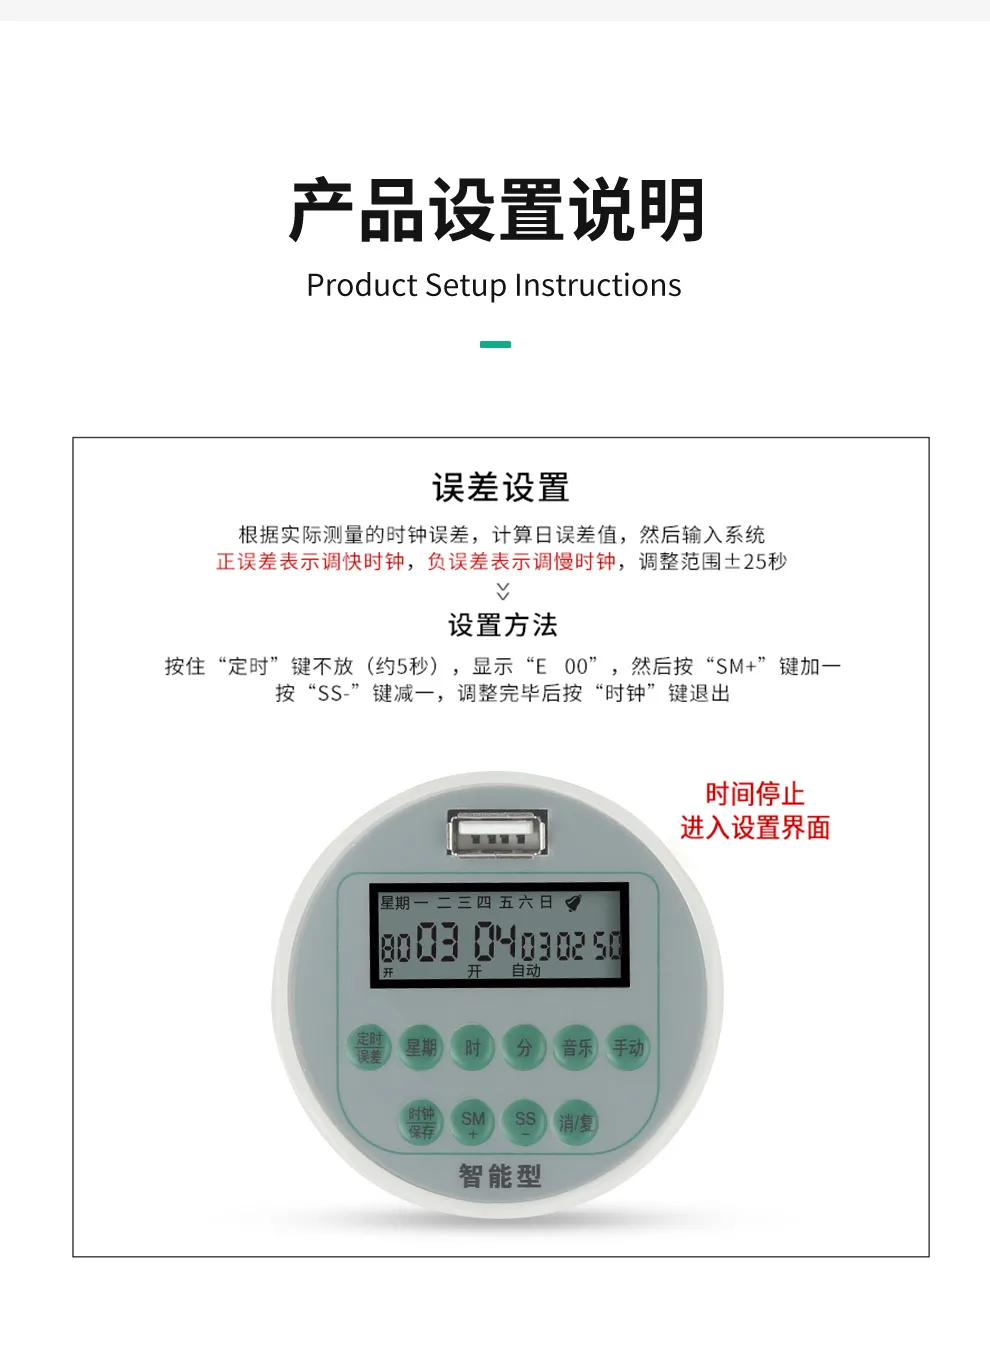 产品设置说明
Product Setup Instructions
误差设置
根据实际测量的时钟误差，计算日误差值，然后输入系统
正误差表示调快时钟，负误差表示调慢时钟，调整范围±25秒
设置方法
按住“定时”键不放（约5秒），显示“E 00”，然后按“SM+”键加一
按“SS-”键减一，调整完毕后按“时钟”键退出
时间停止
进入设置界面
星期一 二 三 四 五 六 日
80 03 04 03 02 50
开 开 自动
定时 星期 时 分 音乐 手动
误差
时钟 SM SS 消/复
保存 + -
智能型